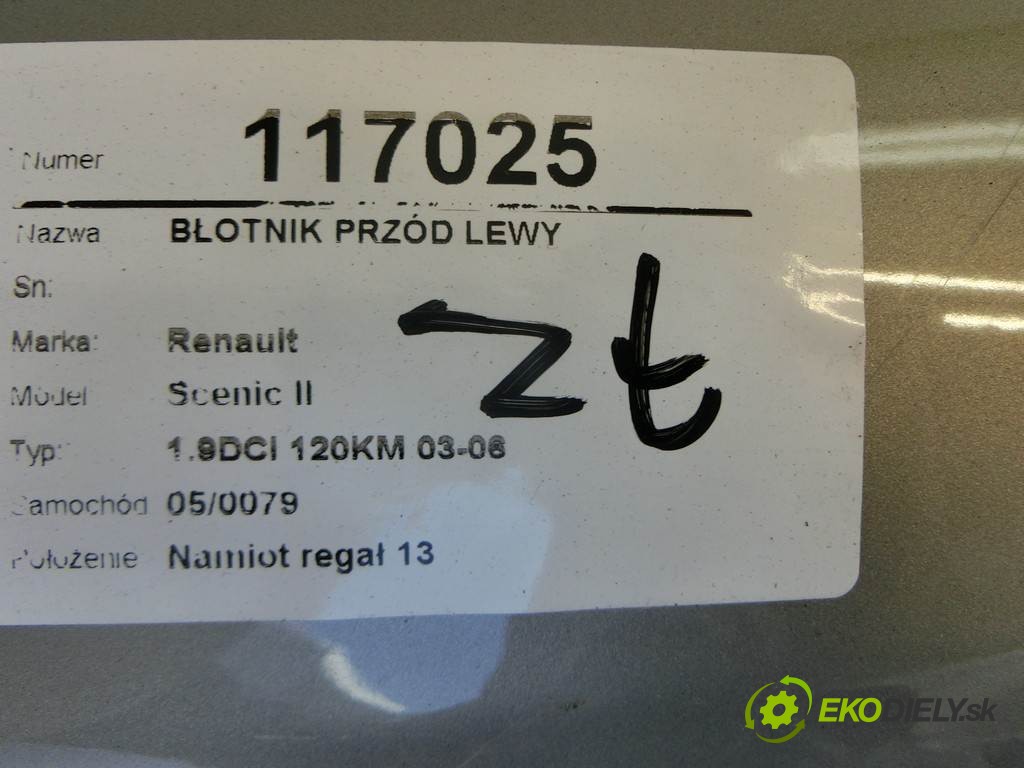 Numer 117025
Nazwa BŁOTNIK PRZÓD LEWY
Sn:
Marka: Renault
Model Scenic II
Typ: 1.9DCI 120KM 03-06
Samochód 05/0079
Położenie Namiot regał 13
zł
EKODIELY.sk